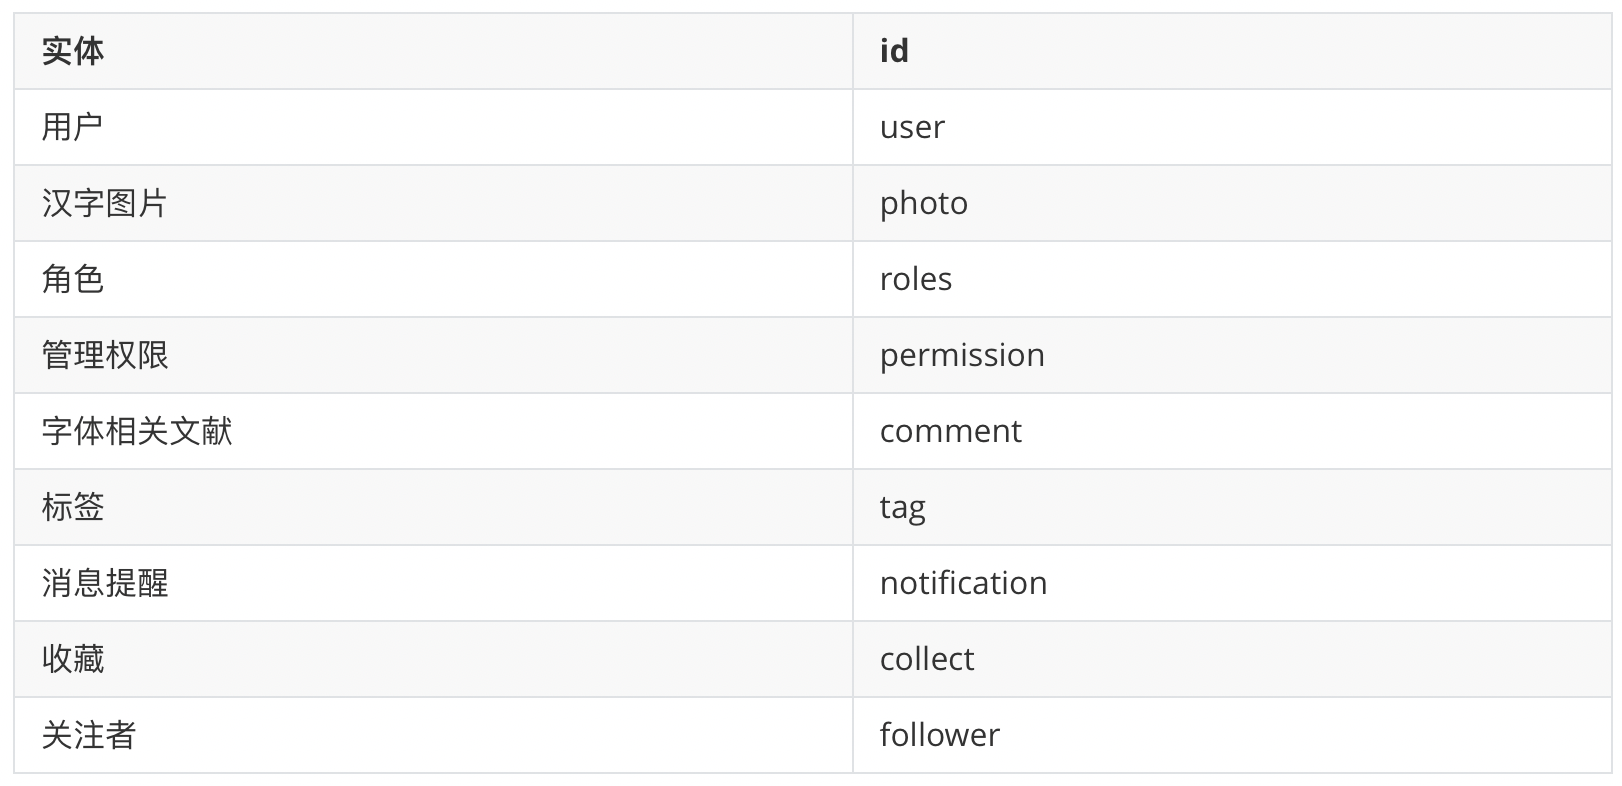 实体 id
用户 user
汉字图片 photo
角色 roles
管理权限 permission
字体相关文献 comment
标签 tag
消息提醒 notification
收藏 collect
关注者 follower